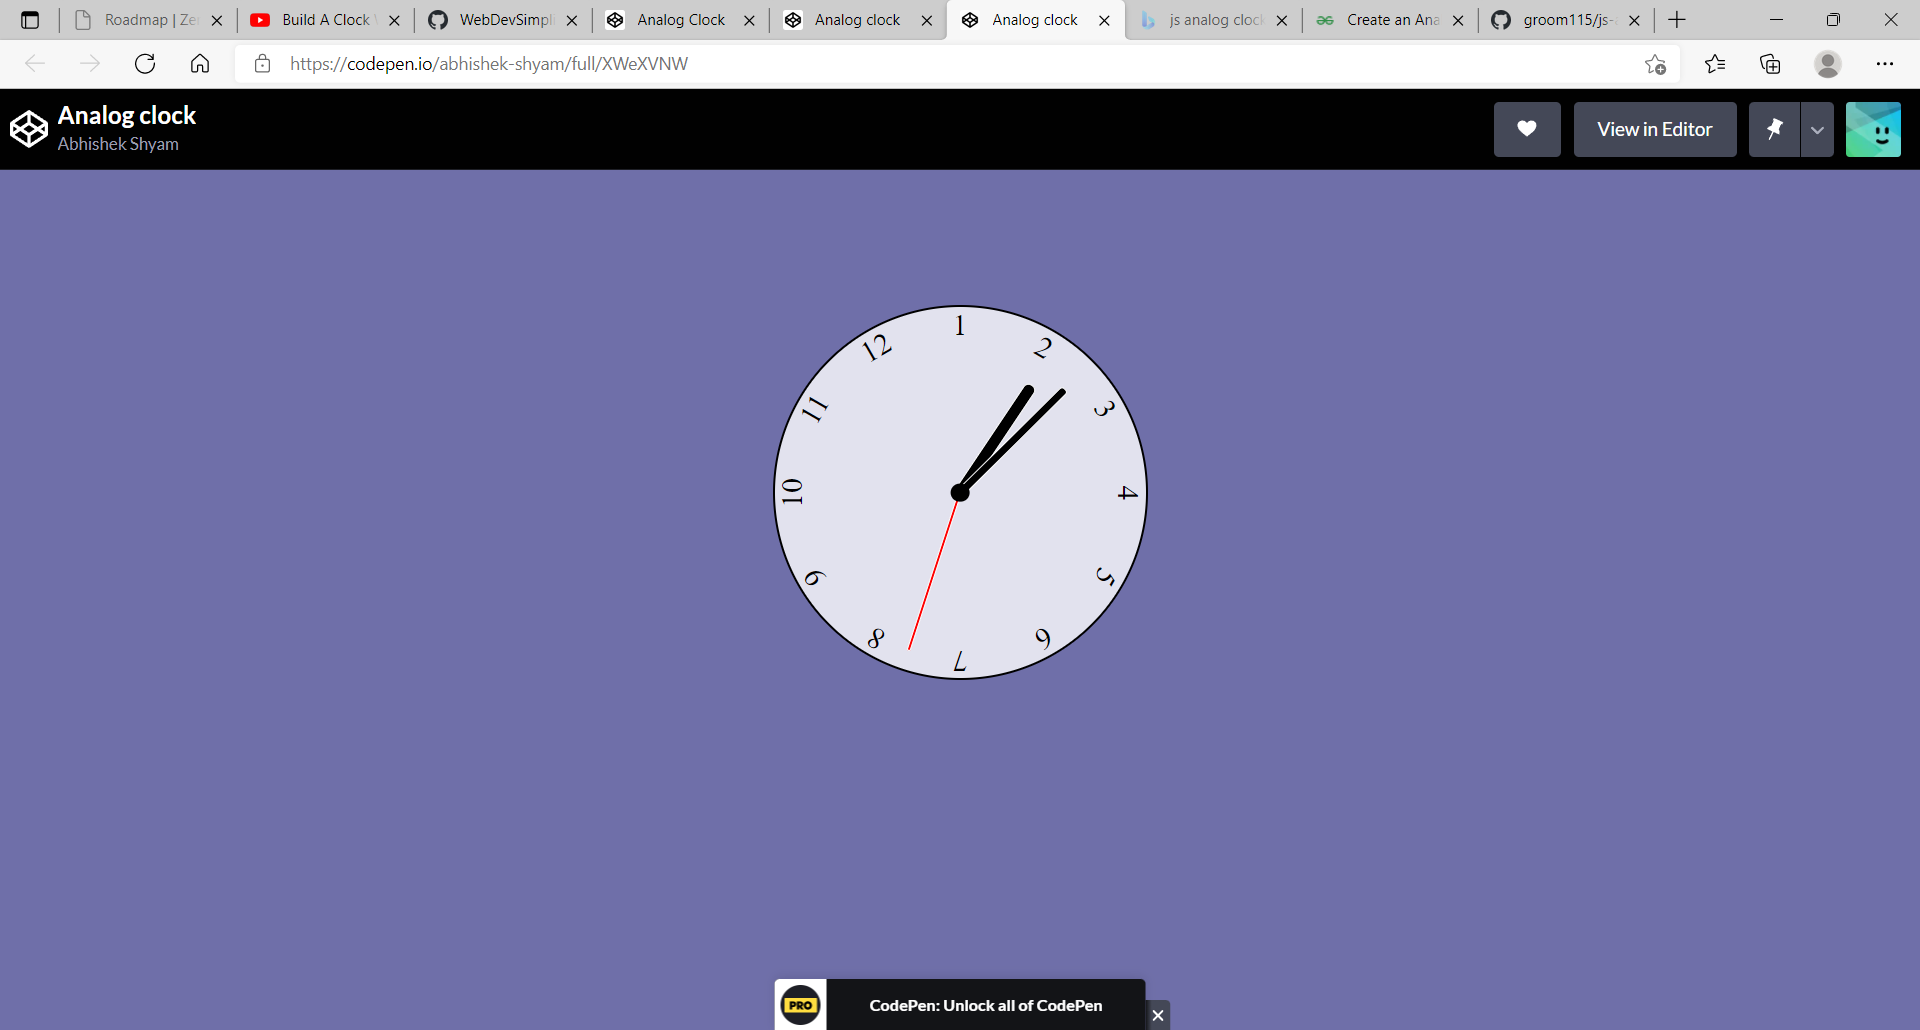 Roadmap | Ze
Build A Clock
WebDevSimpl
Analog Clock
Analog clock
Analog clock
js analog clock
Create an Ana
groom115/js-
https://codepen.io/abhishek-shyam/full/XWeXVNW
Analog clock
Abhishek Shyam
View in Editor
1
2
3
4
5
6
7
8
9
10
11
12
PRO
CodePen: Unlock all of CodePen